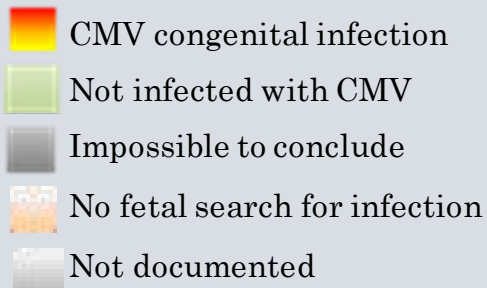 CMV congenital infection
Not infected with CMV
Impossible to conclude
No fetal search for infection
Not documented